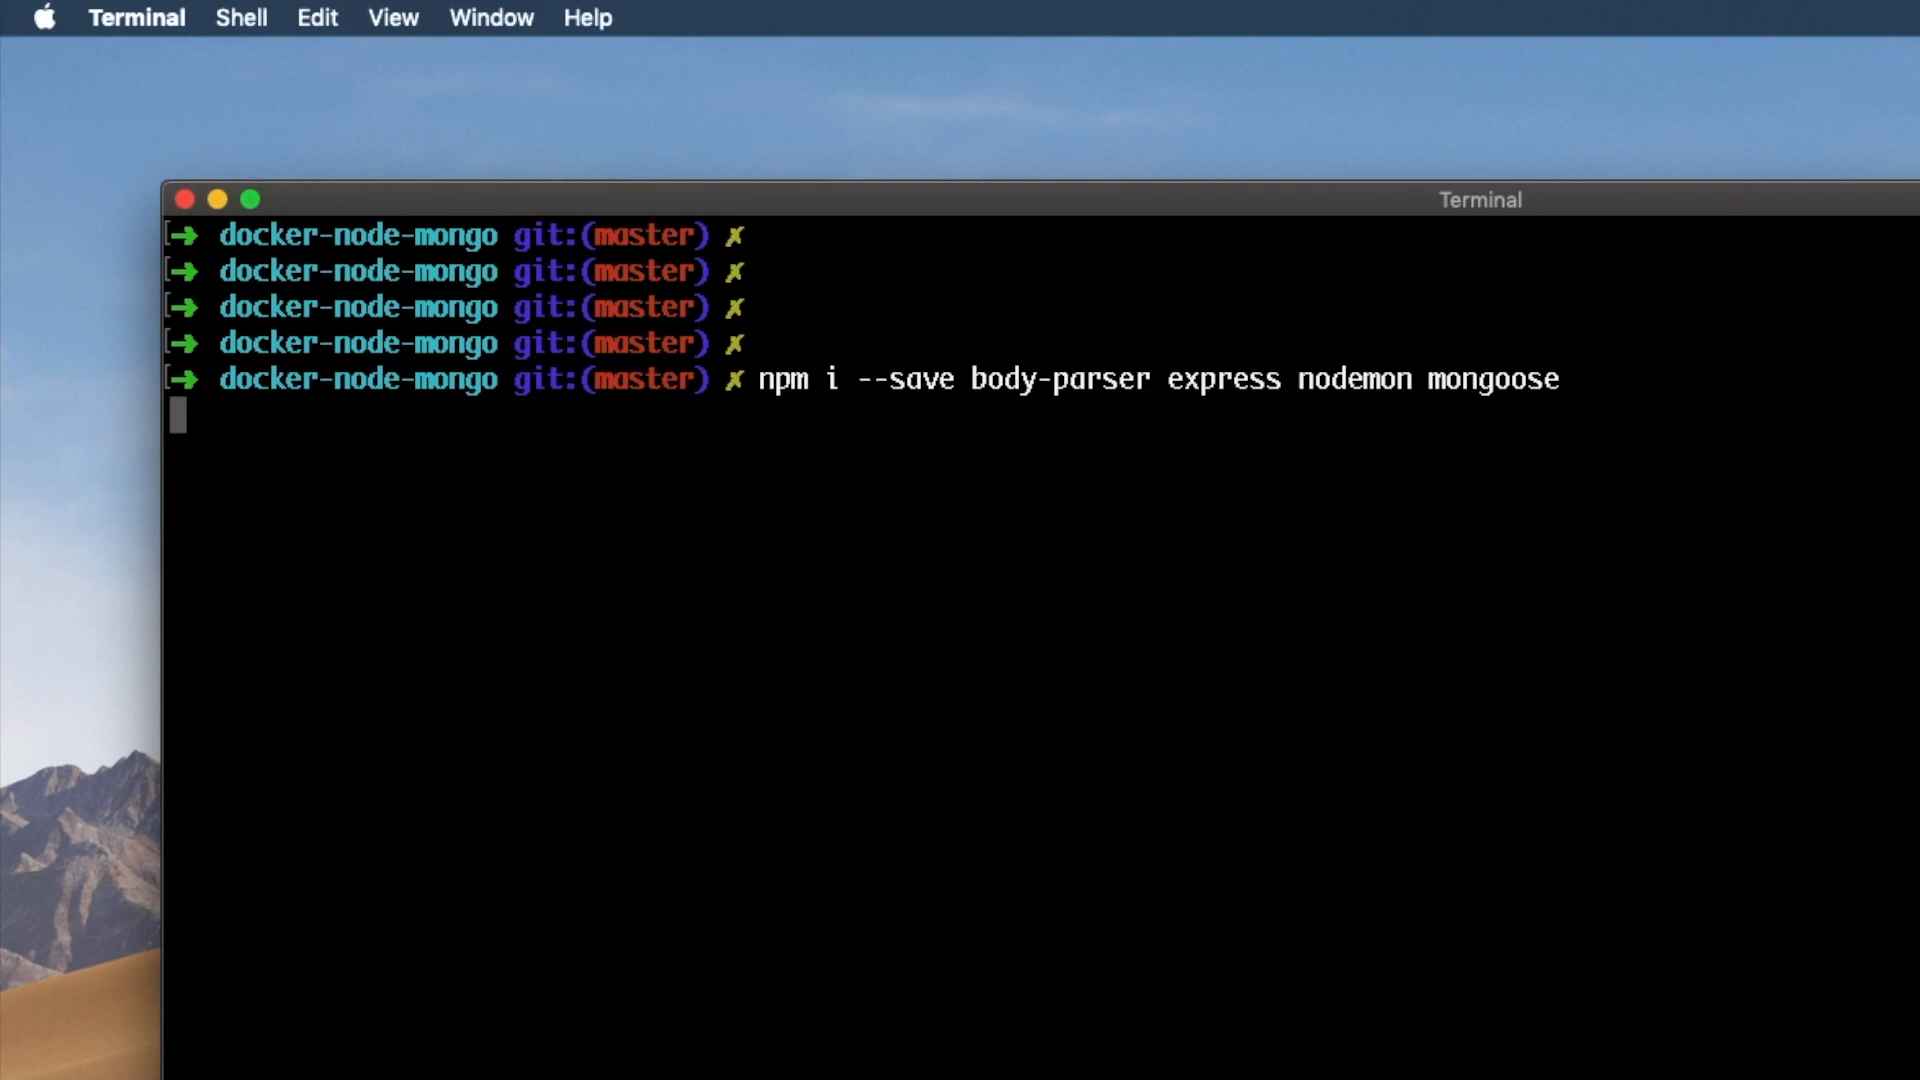 Terminal Shell Edit View Window Help
Terminal
[→ docker-node-mongo git:(master) ✗
[→ docker-node-mongo git:(master) ✗
[→ docker-node-mongo git:(master) ✗
[→ docker-node-mongo git:(master) ✗
[→ docker-node-mongo git:(master) ✗ npm i --save body-parser express nodemon mongoose